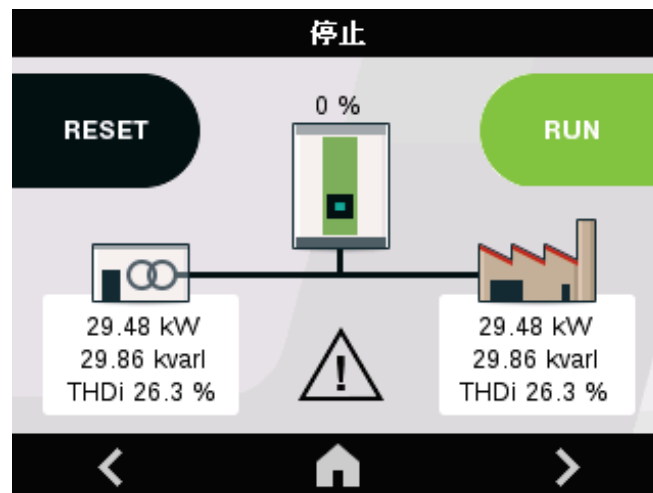 停止
RESET
0 %
RUN
29.48 kW
29.86 kvarl
THDi 26.3 %
29.48 kW
29.86 kvarl
THDi 26.3 %